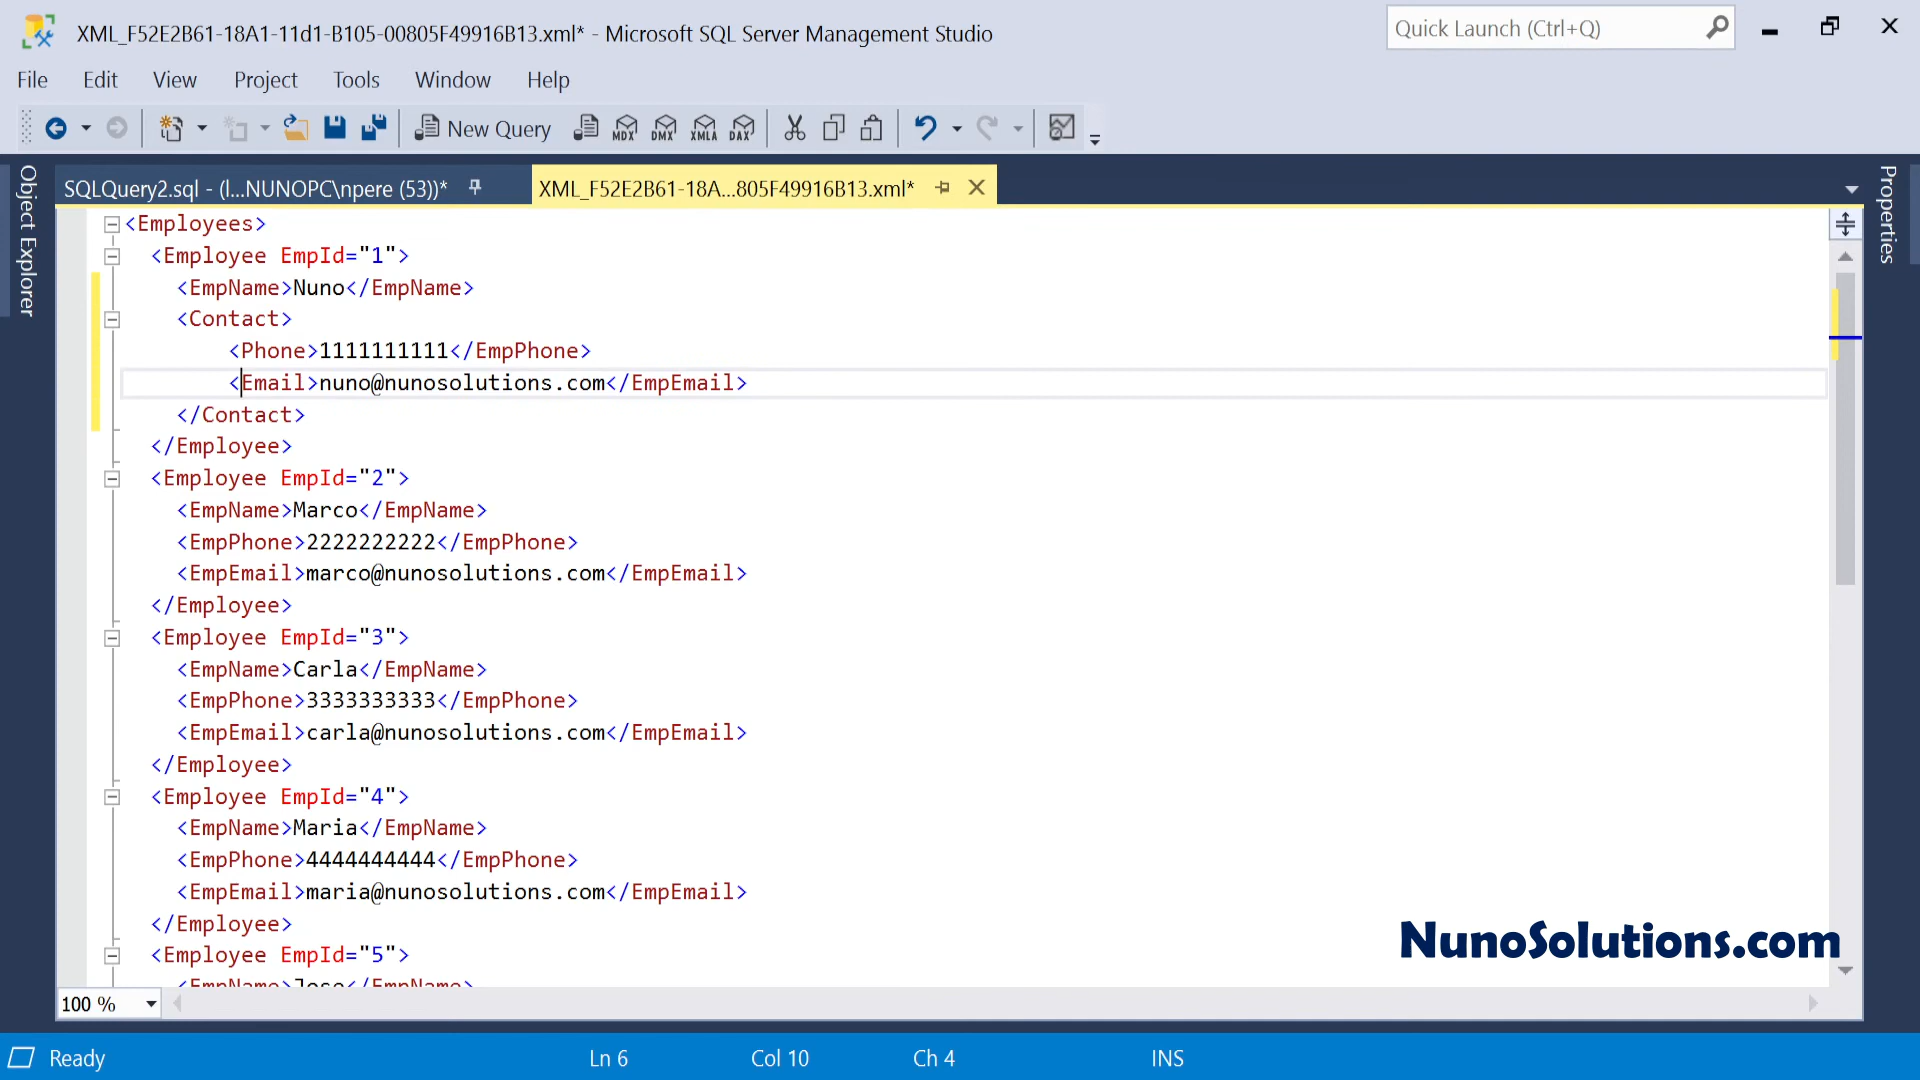 XML_F52E2B61-18A1-11d1-B105-00805F49916B13.xml* - Microsoft SQL Server Management Studio
Quick Launch (Ctrl+Q)
File Edit View Project Tools Window Help
New Query MDX DMX XMLA DAX
SQLQuery2.sql - (l...NUNOPC\npere (53))* XML_F52E2B61-18A...805F49916B13.xml*
Object Explorer
Properties
<Employees>
<Employee EmpId="1">
<EmpName>Nuno</EmpName>
<Contact>
<Phone>1111111111</EmpPhone>
<Email>nuno@nunosolutions.com</EmpEmail>
</Contact>
</Employee>
<Employee EmpId="2">
<EmpName>Marco</EmpName>
<EmpPhone>2222222222</EmpPhone>
<EmpEmail>marco@nunosolutions.com</EmpEmail>
</Employee>
<Employee EmpId="3">
<EmpName>Carla</EmpName>
<EmpPhone>3333333333</EmpPhone>
<EmpEmail>carla@nunosolutions.com</EmpEmail>
</Employee>
<Employee EmpId="4">
<EmpName>Maria</EmpName>
<EmpPhone>4444444444</EmpPhone>
<EmpEmail>maria@nunosolutions.com</EmpEmail>
</Employee>
<Employee EmpId="5">
<EmpName>Jose</EmpName>
NunoSolutions.com
100 %
Ready Ln 6 Col 10 Ch 4 INS